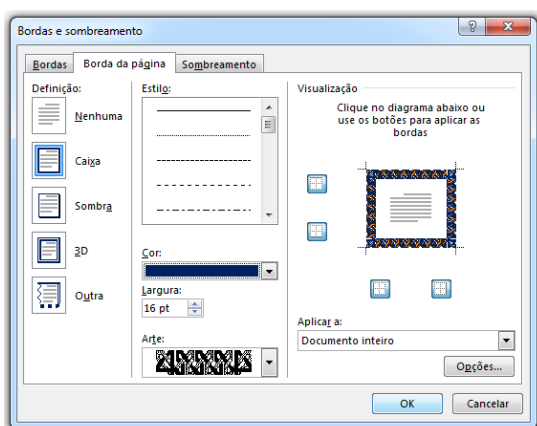 Bordas e sombreamento
Bordas
Borda da página
Sombreamento
Definição:
Nenhuma
Caixa
Sombra
3D
Outra
Estilo:
Cor:
Largura:
16 pt
Arte:
Visualização
Clique no diagrama abaixo ou
use os botões para aplicar as
bordas
Aplicar a:
Documento inteiro
Opções...
OK
Cancelar